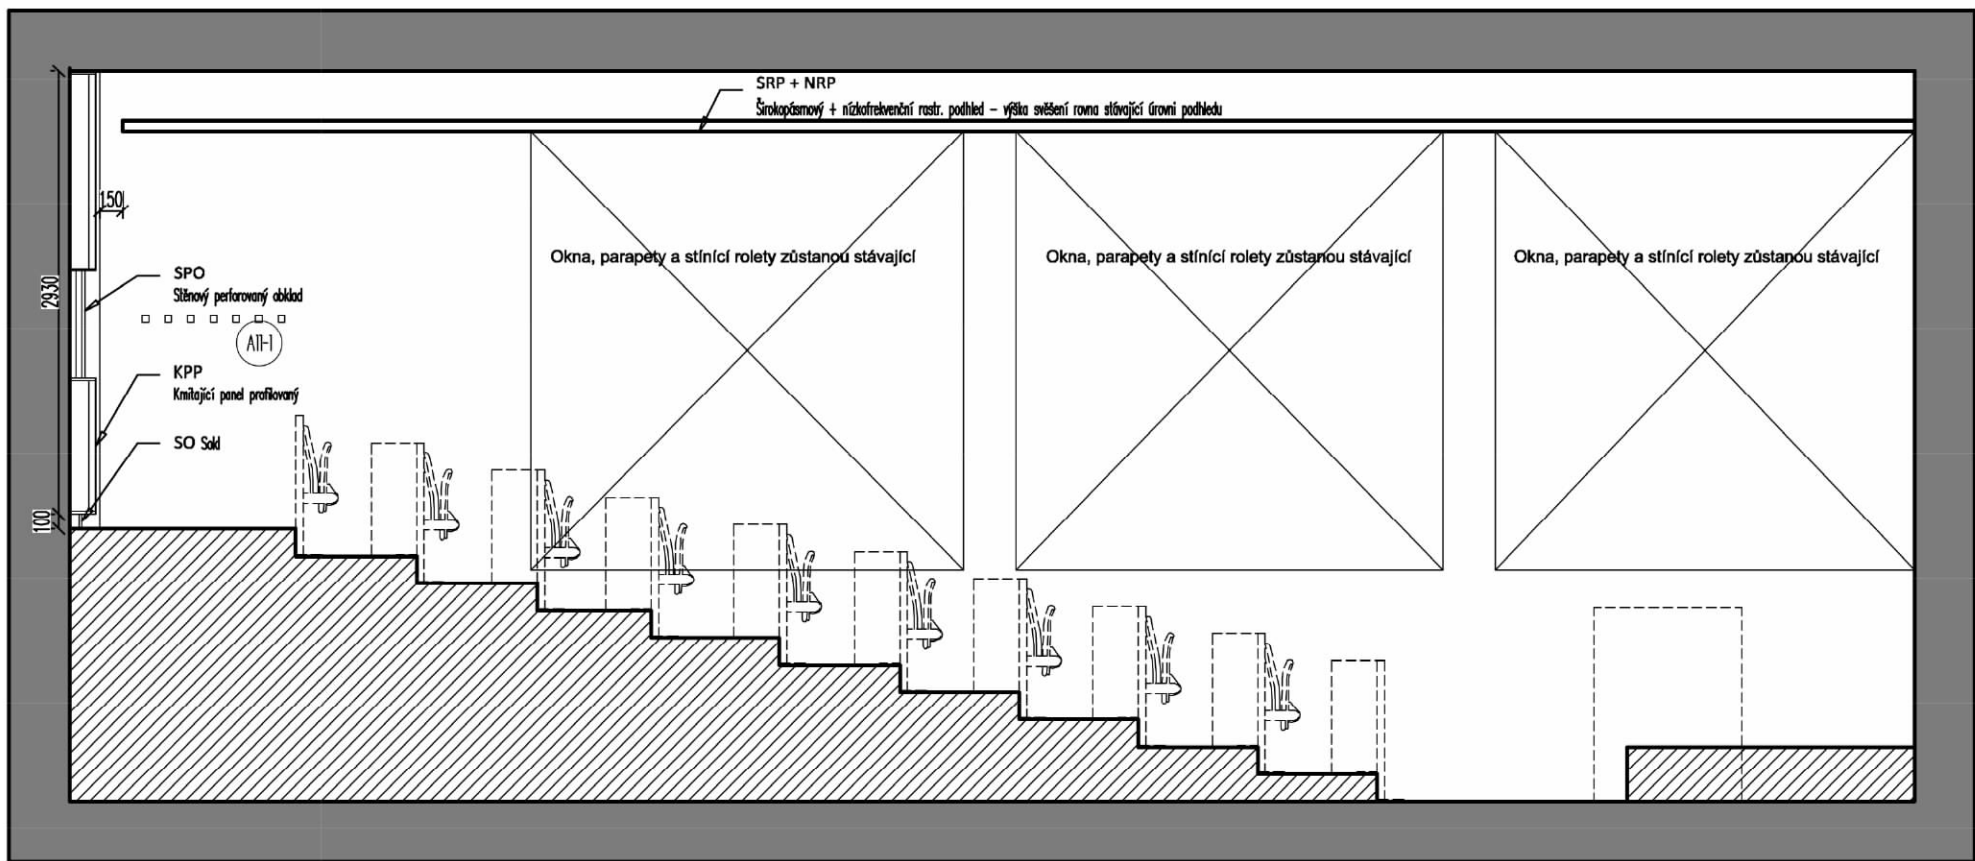 SRP + NRP
Širokopásmový + nízkofrekvenční rastr. podhled – výška svěšení rovna stávající úrovni podhledu
150
2930
100
SPO
Stěnový perforovaný obklad
A11-1
KPP
Kmitající panel profilovaný
SO Sokl
Okna, parapety a stínící rolety zůstanou stávající
Okna, parapety a stínící rolety zůstanou stávající
Okna, parapety a stínící rolety zůstanou stávající